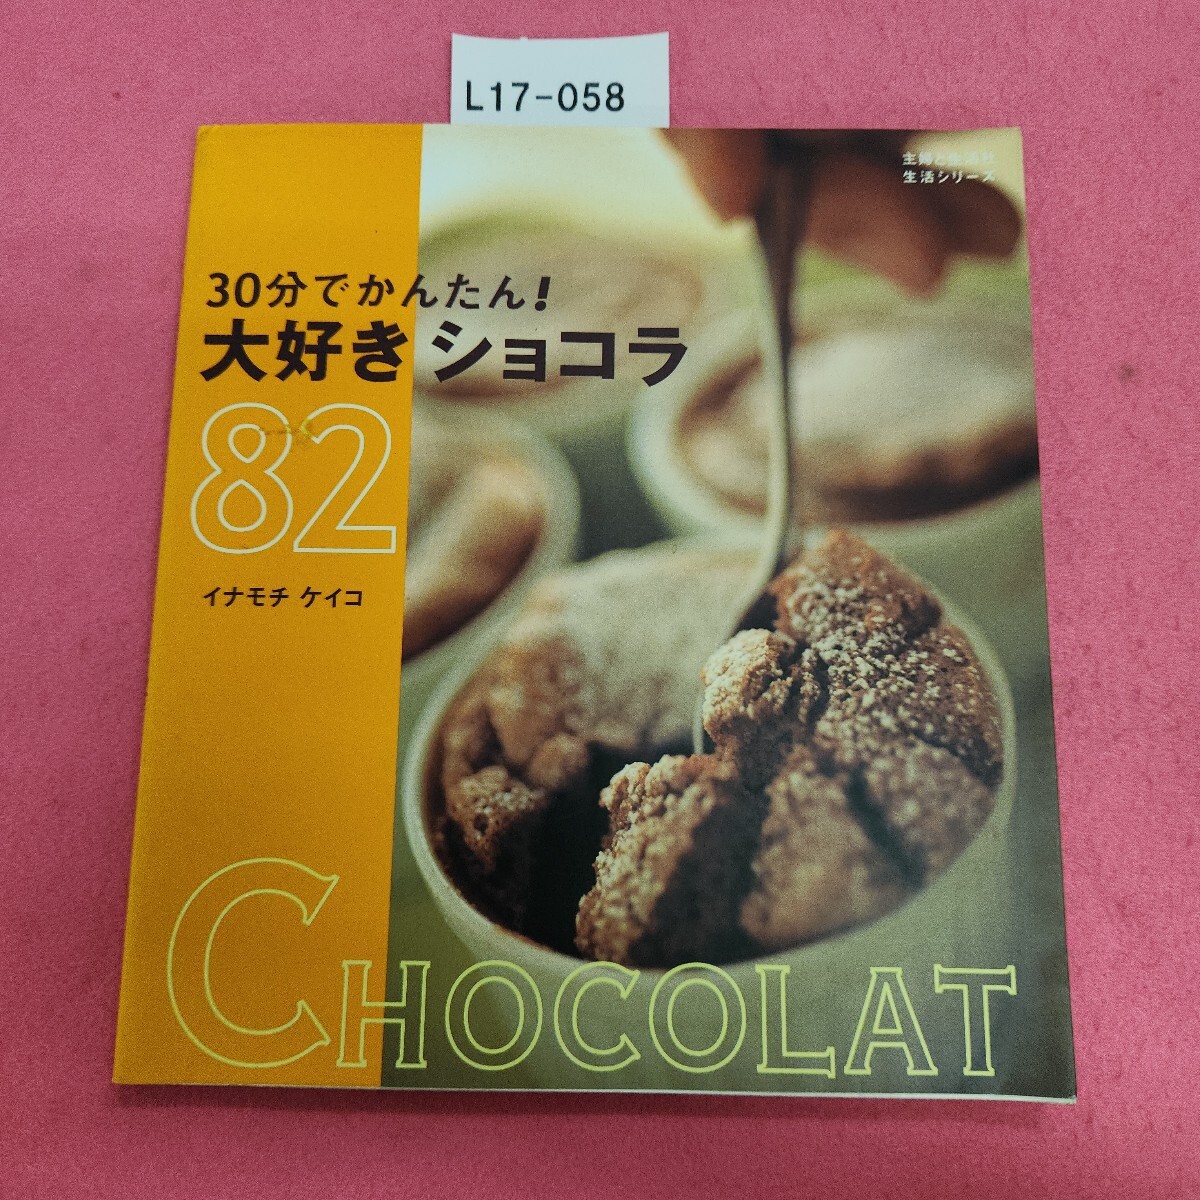 L17-058
主婦と生活社
生活シリーズ
30分でかんたん!
大好きショコラ
82
イナモチ ケイコ
CHOCOLAT